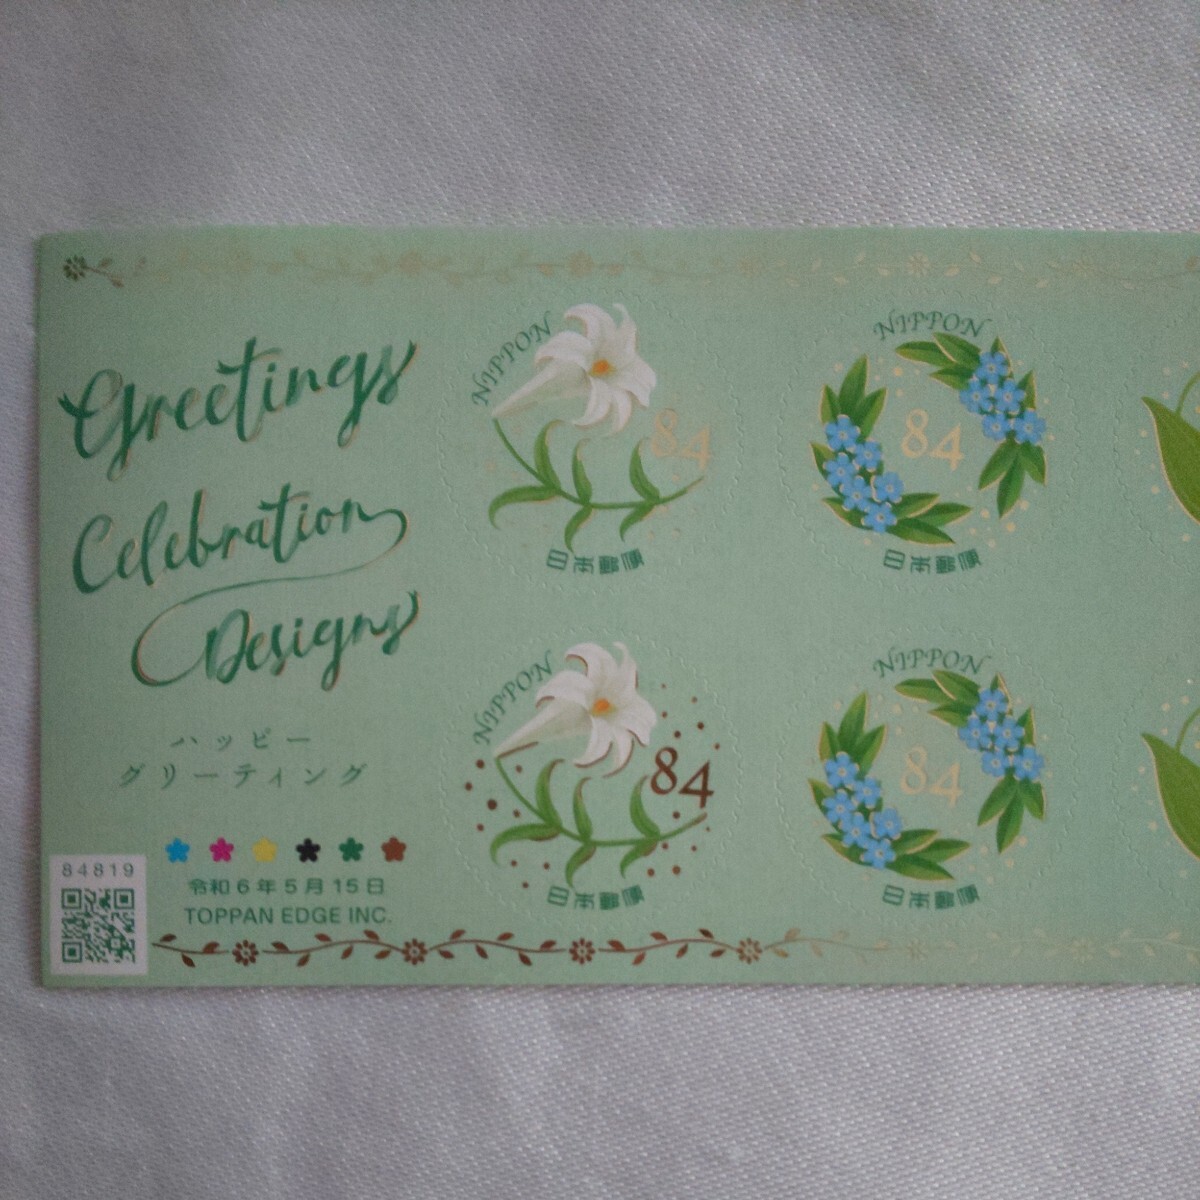 Greetings
Celebration
Designs
ハッピー
グリーティング
84819
令和6年5月15日
TOPPAN EDGE INC.
NIPPON
84
日本郵便
NIPPON
84
日本郵便
NIPPON
84
日本郵便
NIPPON
84
日本郵便